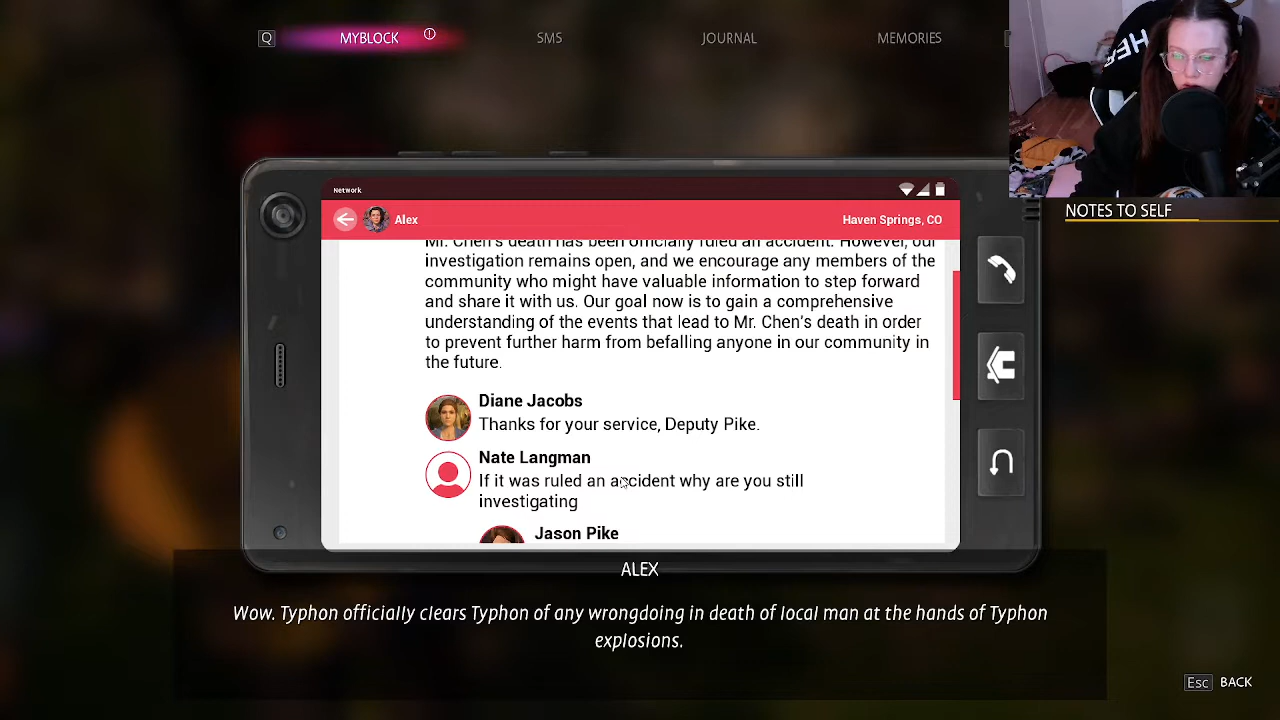 Q MYBLOCK SMS JOURNAL MEMORIES
HEA
NOTES TO SELF
Network
Alex Haven Springs, CO
Mr. Chen's death has been officially ruled an accident. However, our
investigation remains open, and we encourage any members of the
community who might have valuable information to step forward
and share it with us. Our goal now is to gain a comprehensive
understanding of the events that lead to Mr. Chen's death in order
to prevent further harm from befalling anyone in our community in
the future.
Diane Jacobs
Thanks for your service, Deputy Pike.
Nate Langman
If it was ruled an accident why are you still
investigating
Jason Pike
ALEX
Wow. Typhon officially clears Typhon of any wrongdoing in death of local man at the hands of Typhon
explosions.
Esc BACK